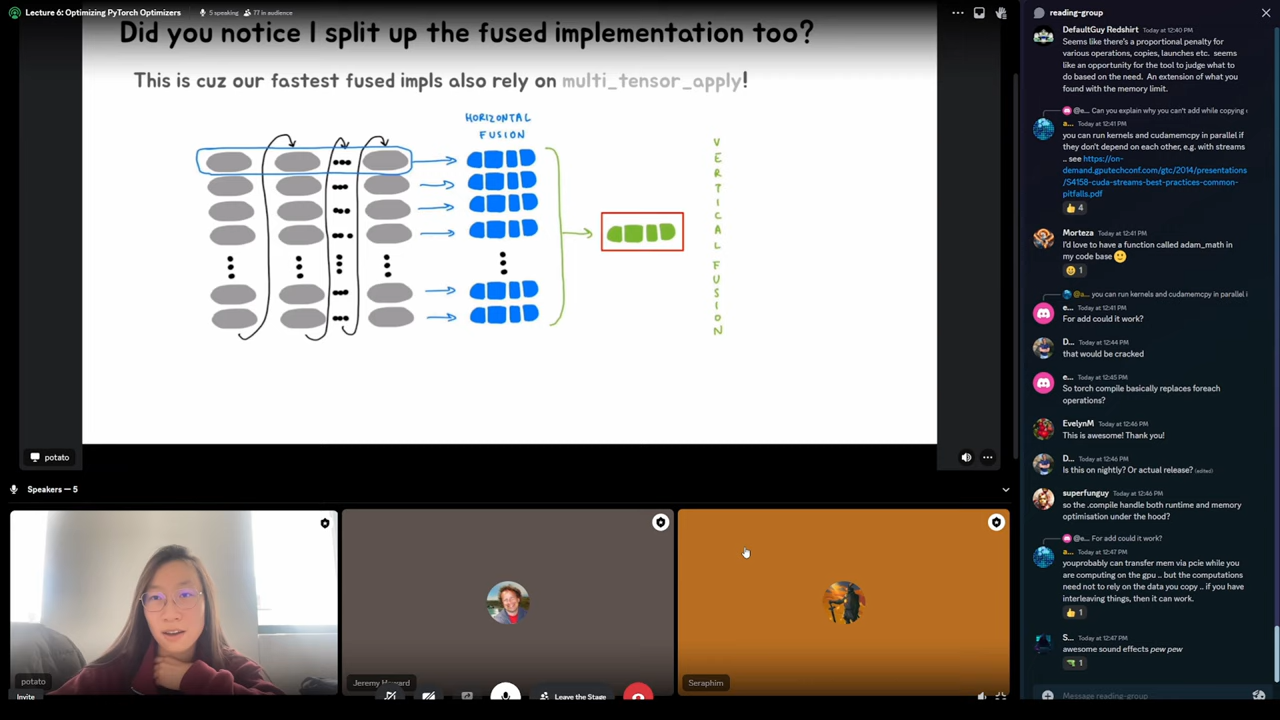 Lecture 6: Optimizing PyTorch Optimizers
5 speaking
77 in audience
Did you notice I split up the fused implementation too?
This is cuz our fastest fused impls also rely on multi_tensor_apply!
HORIZONTAL
FUSION
VERTICAL FUSION
potato
Speakers — 5
potato
Jeremy Howard
Seraphim
Invite
Leave the Stage
reading-group
DefaultGuy Redshirt Today at 12:40 PM
Seems like there's a proportional penalty for
various operations, copies, launches etc. seems
like an opportunity for the tool to judge what to
do based on the need. An extension of what you
found with the memory limit.
@e... Can you explain why you can't add while copying
a... Today at 12:41 PM
you can run kernels and cudamemcpy in parallel if
they don't depend on each other, e.g. with streams
.. see https://on-
demand.gputechconf.com/gtc/2014/presentations
/S4158-cuda-streams-best-practices-common-
pitfalls.pdf
4
Morteza Today at 12:41 PM
I'd love to have a function called adam_math in
my code base
1
@a... you can run kernels and cudamemcpy in parallel i
e... Today at 12:41 PM
For add could it work?
D... Today at 12:44 PM
that would be cracked
e... Today at 12:45 PM
So torch compile basically replaces foreach
operations?
EvelynM Today at 12:46 PM
This is awesome! Thank you!
D... Today at 12:46 PM
Is this on nightly? Or actual release? (edited)
superfunguy Today at 12:46 PM
so the .compile handle both runtime and memory
optimisation under the hood?
@e... For add could it work?
a... Today at 12:47 PM
youprobably can transfer mem via pcie while you
are computing on the gpu .. but the computations
need not to rely on the data you copy .. if you have
interleaving things, then it can work.
1
S... Today at 12:47 PM
awesome sound effects pew pew
1
Message reading-group